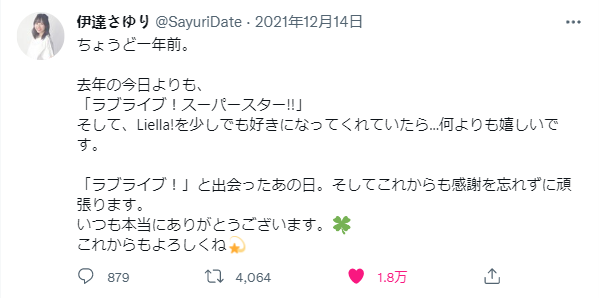 伊達さゆり @SayuriDate · 2021年12月14日
ちょうど一年前。
去年の今日よりも、
「ラブライブ！スーパースター!!」
そして、Liella!を少しでも好きになってくれていたら...何よりも嬉しいで
す。
「ラブライブ！」と出会ったあの日。そしてこれからも感謝を忘れずに頑
張ります。
いつも本当にありがとうございます。🍀
これからもよろしくね💫
879 4,064 1.8万